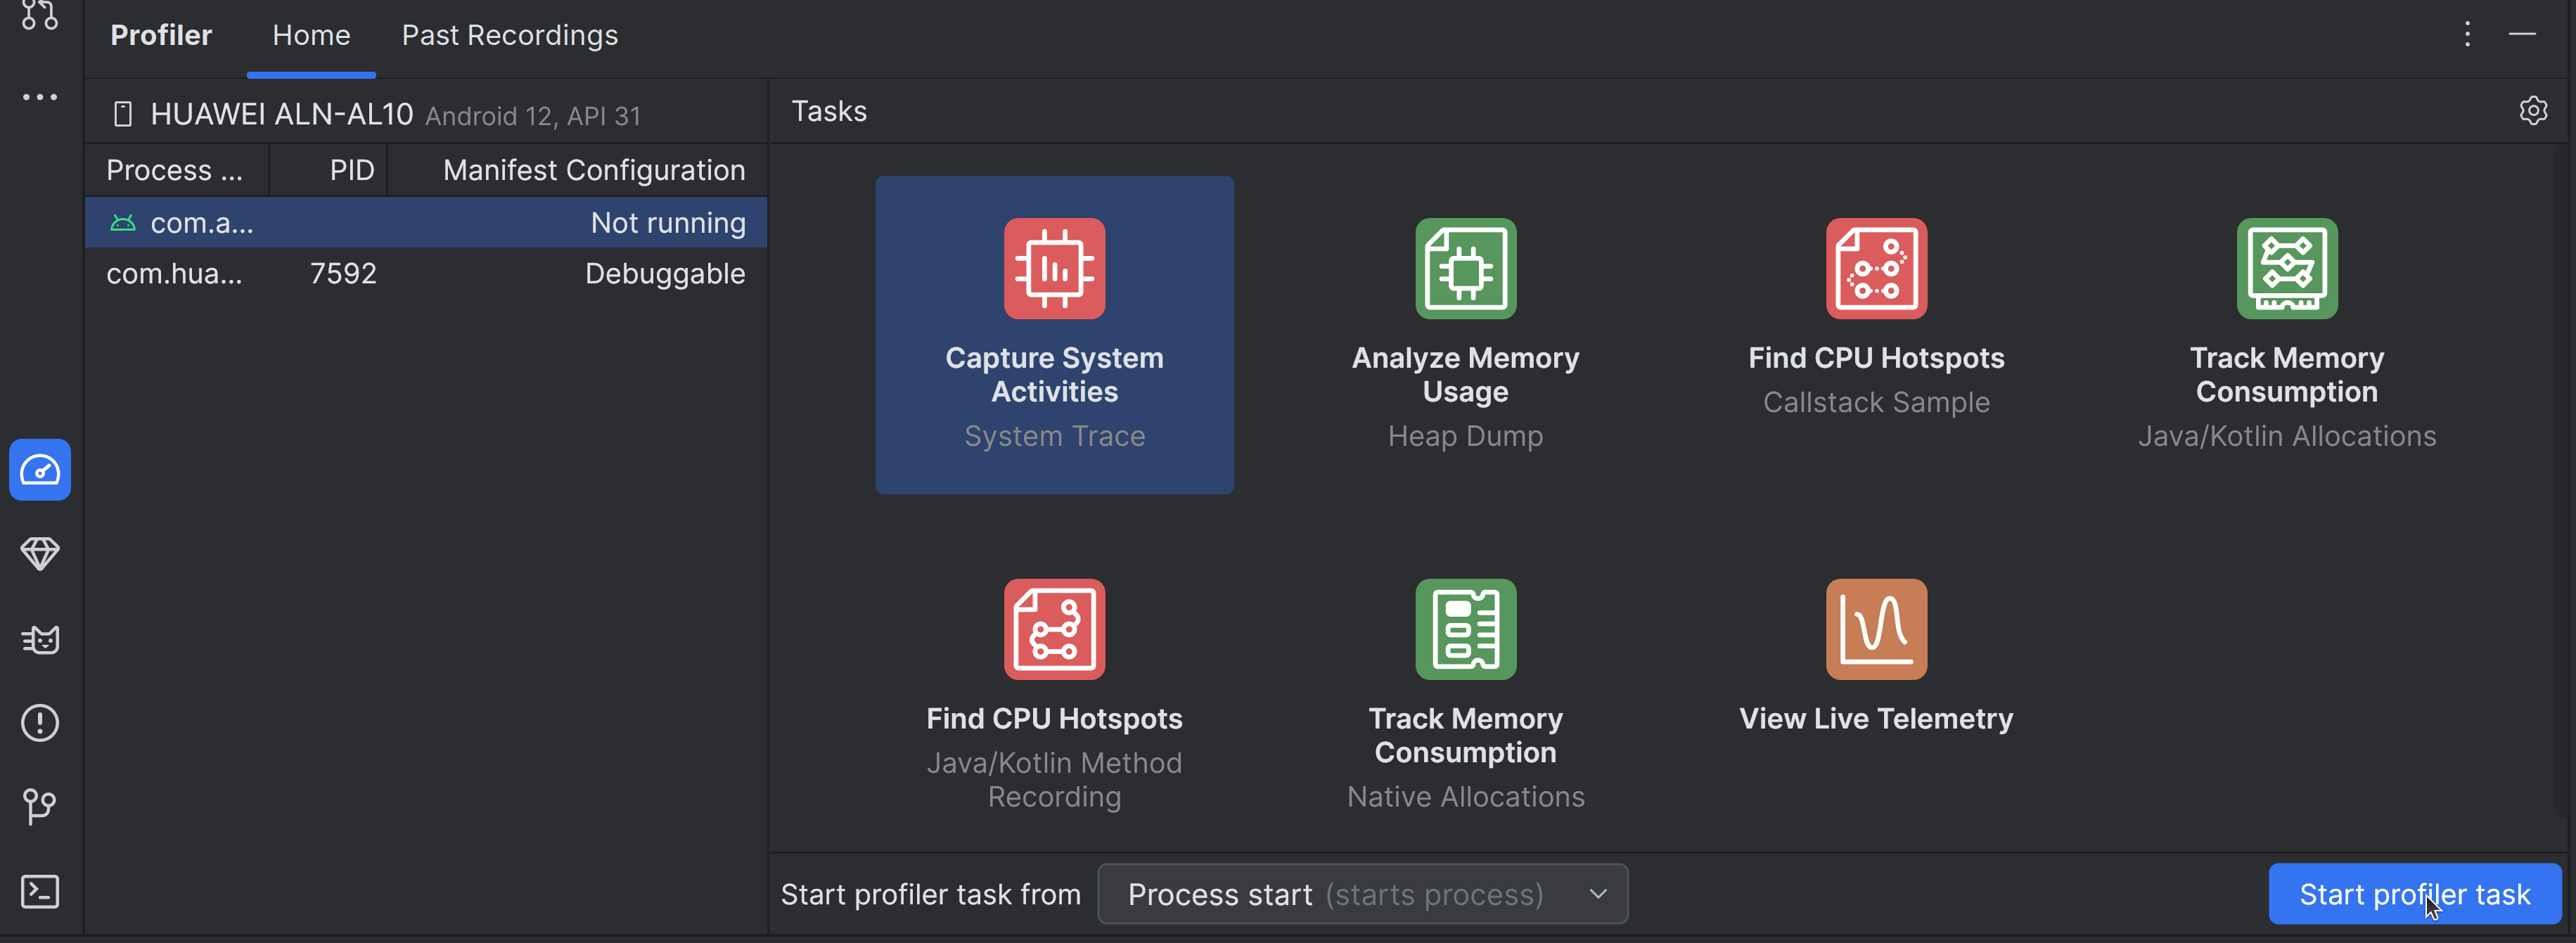 Profiler Home Past Recordings
HUAWEI ALN-AL10 Android 12, API 31
Process ... PID Manifest Configuration
com.a... Not running
com.hua... 7592 Debuggable
Tasks
Capture System
Activities
System Trace
Analyze Memory
Usage
Heap Dump
Find CPU Hotspots
Callstack Sample
Track Memory
Consumption
Java/Kotlin Allocations
Find CPU Hotspots
Java/Kotlin Method
Recording
Track Memory
Consumption
Native Allocations
View Live Telemetry
Start profiler task from Process start (starts process) Start profiler task